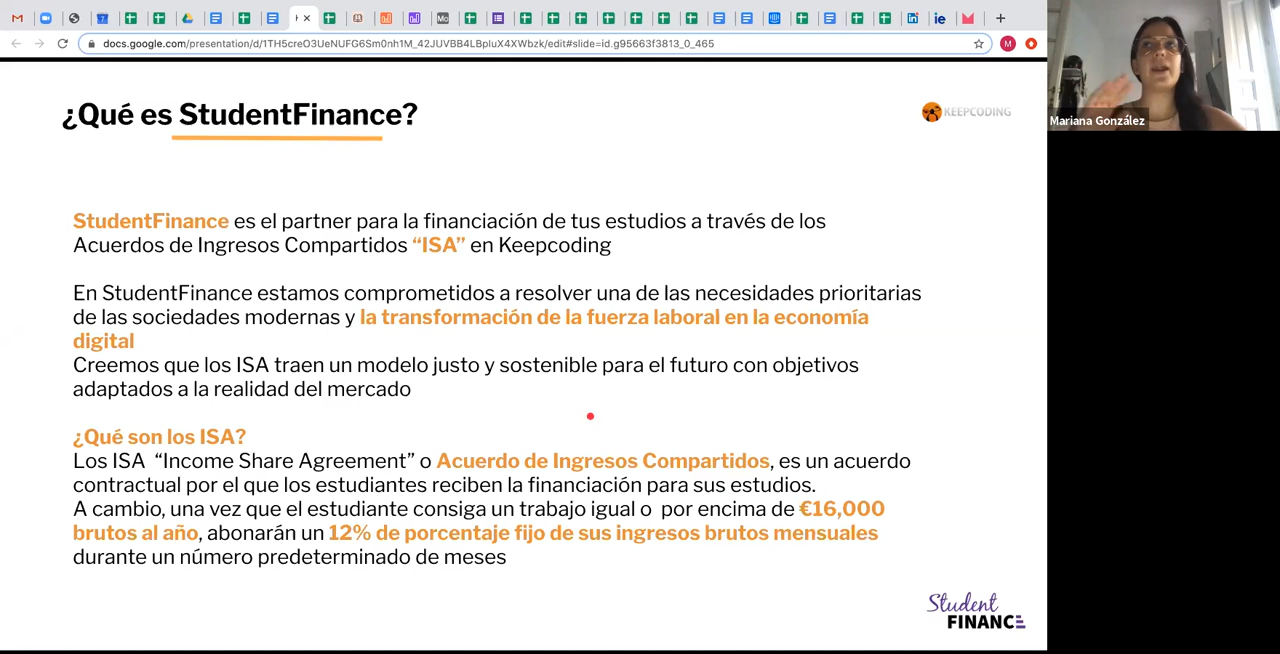 docs.google.com/presentation/d/1TH5creO3UeNUFG6Sm0nh1M_42JUVBB4LBpIuX4XWbzk/edit#slide=id.g95663f3813_0_465
M
Mariana González
¿Qué es StudentFinance?
KEEPCODING
StudentFinance es el partner para la financiación de tus estudios a través de los
Acuerdos de Ingresos Compartidos “ISA” en Keepcoding
En StudentFinance estamos comprometidos a resolver una de las necesidades prioritarias
de las sociedades modernas y la transformación de la fuerza laboral en la economía
digital
Creemos que los ISA traen un modelo justo y sostenible para el futuro con objetivos
adaptados a la realidad del mercado
¿Qué son los ISA?
Los ISA “Income Share Agreement” o Acuerdo de Ingresos Compartidos, es un acuerdo
contractual por el que los estudiantes reciben la financiación para sus estudios.
A cambio, una vez que el estudiante consiga un trabajo igual o por encima de €16,000
brutos al año, abonarán un 12% de porcentaje fijo de sus ingresos brutos mensuales
durante un número predeterminado de meses
Student
FINANCE